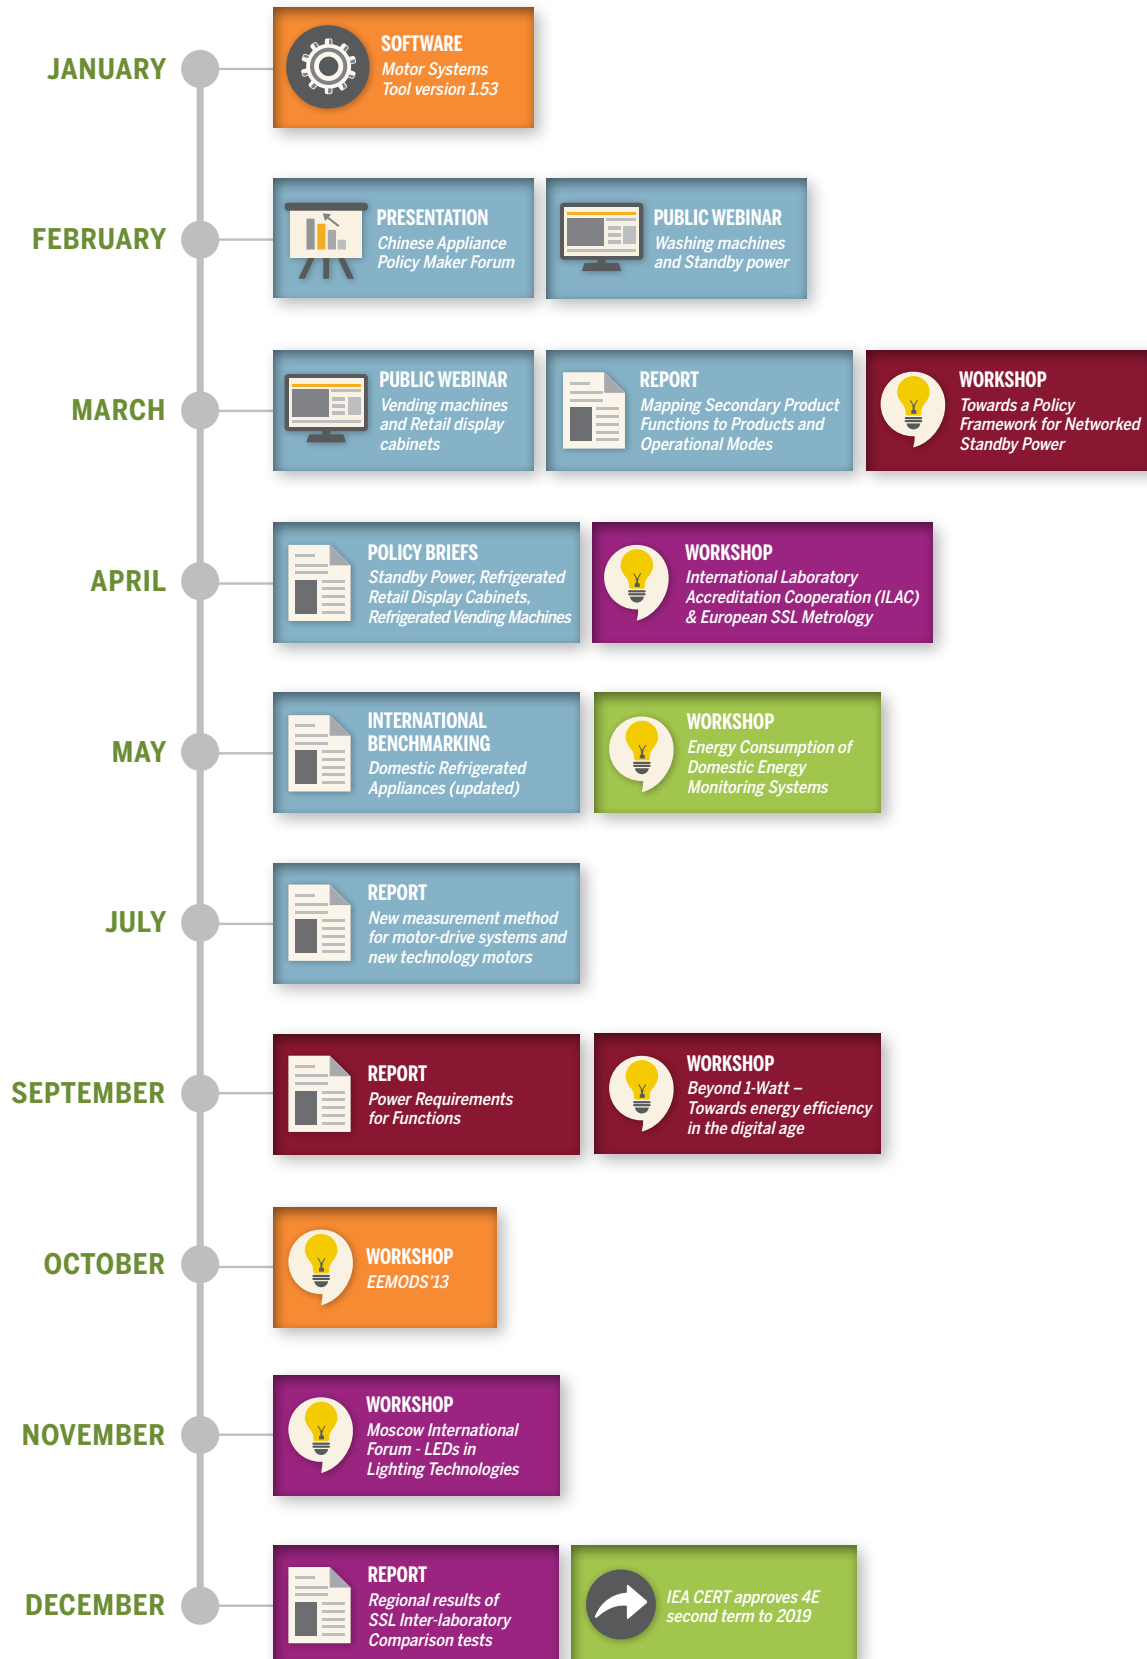 JANUARY
SOFTWARE
Motor Systems
Tool version 1.53
FEBRUARY
PRESENTATION
Chinese Appliance
Policy Maker Forum
PUBLIC WEBINAR
Washing machines
and Standby power
MARCH
PUBLIC WEBINAR
Vending machines
and Retail display
cabinets
REPORT
Mapping Secondary Product
Functions to Products and
Operational Modes
WORKSHOP
Towards a Policy
Framework for Networked
Standby Power
APRIL
POLICY BRIEFS
Standby Power, Refrigerated
Retail Display Cabinets,
Refrigerated Vending Machines
WORKSHOP
International Laboratory
Accreditation Cooperation (ILAC)
& European SSL Metrology
MAY
INTERNATIONAL
BENCHMARKING
Domestic Refrigerated
Appliances (updated)
WORKSHOP
Energy Consumption of
Domestic Energy
Monitoring Systems
JULY
REPORT
New measurement method
for motor-drive systems and
new technology motors
SEPTEMBER
REPORT
Power Requirements
for Functions
WORKSHOP
Beyond 1-Watt –
Towards energy efficiency
in the digital age
OCTOBER
WORKSHOP
EEMODS'13
NOVEMBER
WORKSHOP
Moscow International
Forum - LEDs in
Lighting Technologies
DECEMBER
REPORT
Regional results of
SSL Inter-laboratory
Comparison tests
IEA CERT approves 4E
second term to 2019